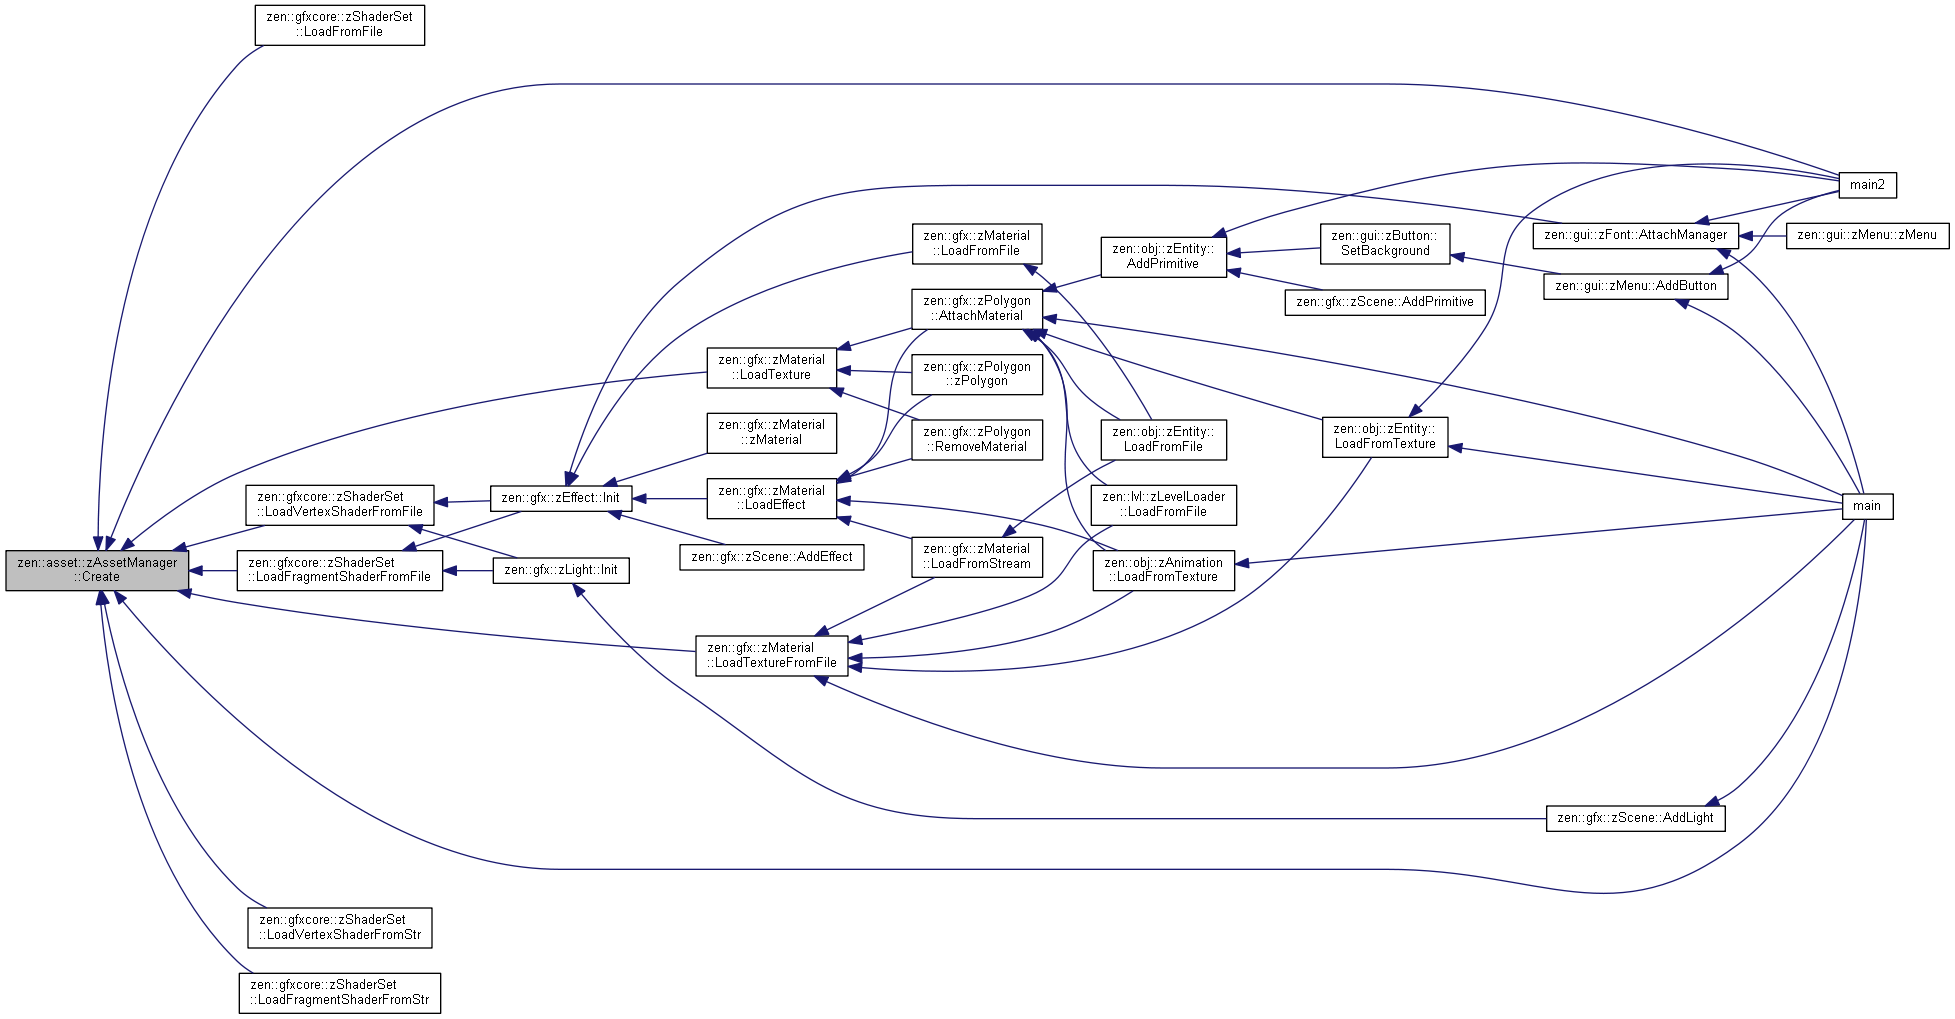 zen::gfxcore::zShaderSet
::LoadFromFile
main2
zen::gfx::zMaterial
::LoadFromFile
zen::obj::zEntity::
AddPrimitive
zen::gui::zButton::
SetBackground
zen::gui::zFont::AttachManager
zen::gui::zMenu::zMenu
zen::gui::zMenu::AddButton
zen::gfx::zPolygon
::AttachMaterial
zen::gfx::zScene::AddPrimitive
zen::gfx::zMaterial
::LoadTexture
zen::gfx::zPolygon
::zPolygon
zen::gfx::zMaterial
::zMaterial
zen::gfx::zPolygon
::RemoveMaterial
zen::obj::zEntity::
LoadFromFile
zen::obj::zEntity::
LoadFromTexture
zen::gfxcore::zShaderSet
::LoadVertexShaderFromFile
zen::gfx::zEffect::Init
zen::gfx::zMaterial
::LoadEffect
zen::lvl::zLevelLoader
::LoadFromFile
main
zen::asset::zAssetManager
::Create
zen::gfxcore::zShaderSet
::LoadFragmentShaderFromFile
zen::gfx::zLight::Init
zen::gfx::zScene::AddEffect
zen::gfx::zMaterial
::LoadFromStream
zen::obj::zAnimation
::LoadFromTexture
zen::gfx::zMaterial
::LoadTextureFromFile
zen::gfx::zScene::AddLight
zen::gfxcore::zShaderSet
::LoadVertexShaderFromStr
zen::gfxcore::zShaderSet
::LoadFragmentShaderFromStr